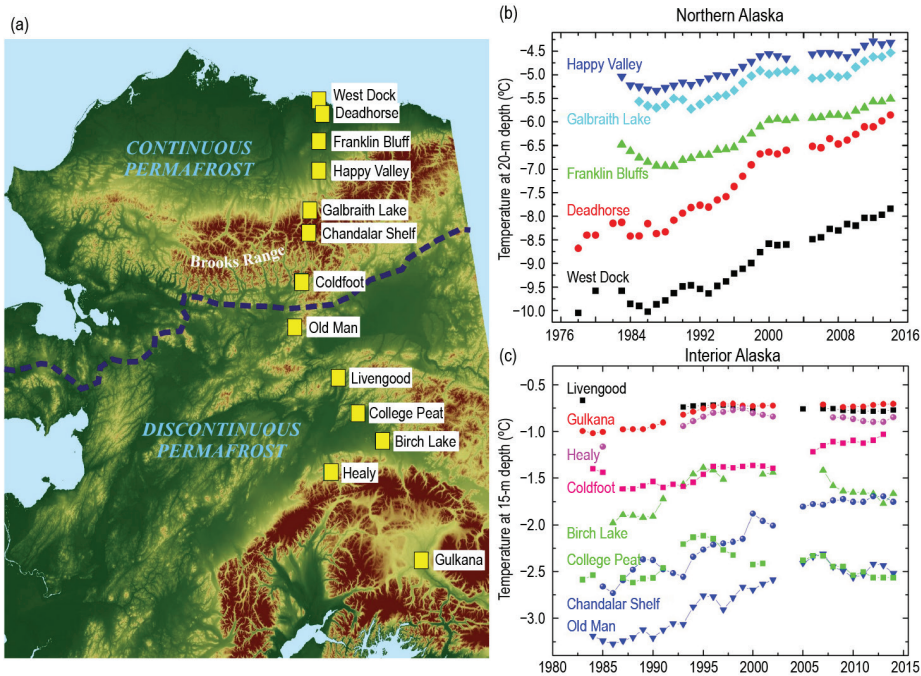 (a)
West Dock
Deadhorse
CONTINUOUS
PERMAFROST
Franklin Bluff
Happy Valley
Galbraith Lake
Chandalar Shelf
Brooks Range
Coldfoot
Old Man
Livengood
College Peat
DISCONTINUOUS
PERMAFROST
Birch Lake
Healy
Gulkana
(b)
Northern Alaska
Temperature at 20-m depth (ºC)
−4.5
−5.0
−5.5
−6.0
−6.5
−7.0
−7.5
−8.0
−8.5
−9.0
−9.5
−10.0
Happy Valley
Galbraith Lake
Franklin Bluffs
Deadhorse
West Dock
1976 1984 1992 2000 2008 2016
(c)
Interior Alaska
Temperature at 15-m depth (ºC)
−0.5
−1.0
−1.5
−2.0
−2.5
−3.0
Livengood
Gulkana
Healy
Coldfoot
Birch Lake
College Peat
Chandalar Shelf
Old Man
1980 1985 1990 1995 2000 2005 2010 2015